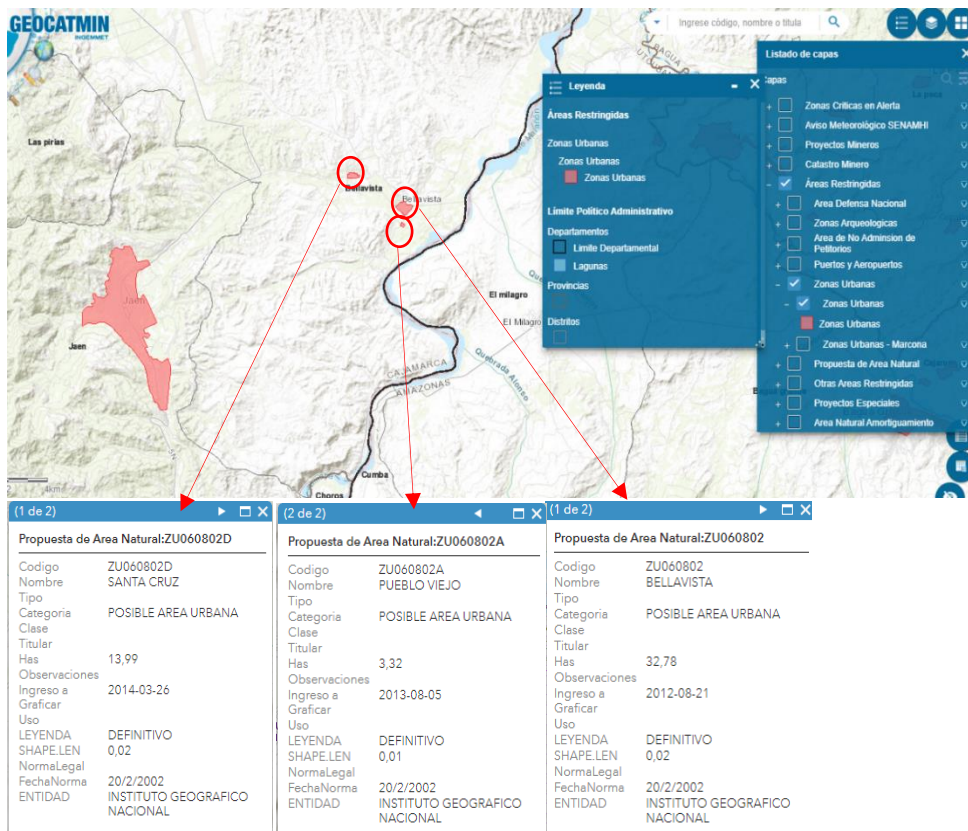 GEOCATMIN
INGEMMET
Ingrese código, nombre o titula
Las pirias
Bellavista
Bellavista
Jaen
Jaen
El milagro
El Milagro
CAJAMARCA
AMAZONAS
Quebrada Alonso
Cumba
Choros
4km
Leyenda
Áreas Restringidas
Zonas Urbanas
Zonas Urbanas
Zonas Urbanas
Límite Político Administrativo
Departamentos
Limite Departamental
Lagunas
Provincias
Distritos
Listado de capas
Capas
Zonas Criticas en Alerta
Aviso Meteorológico SENAMHI
Proyectos Mineros
Catastro Minero
Áreas Restringidas
Area Defensa Nacional
Zonas Arqueologicas
Area de No Admision de
Petitorios
Puertos y Aeropuertos
Zonas Urbanas
Zonas Urbanas
Zonas Urbanas
Zonas Urbanas - Marcona
Propuesta de Area Natural
Otras Areas Restringidas
Proyectos Especiales
Area Natural Amortiguamiento
(1 de 2)
Propuesta de Area Natural:ZU060802D
Codigo ZU060802D
Nombre SANTA CRUZ
Tipo
Categoria POSIBLE AREA URBANA
Clase
Titular
Has 13,99
Observaciones
Ingreso a 2014-03-26
Graficar
Uso
LEYENDA DEFINITIVO
SHAPE.LEN 0,02
NormaLegal
FechaNorma 20/2/2002
ENTIDAD INSTITUTO GEOGRAFICO
NACIONAL
(2 de 2)
Propuesta de Area Natural:ZU060802A
Codigo ZU060802A
Nombre PUEBLO VIEJO
Tipo
Categoria POSIBLE AREA URBANA
Clase
Titular
Has 3,32
Observaciones
Ingreso a 2013-08-05
Graficar
Uso
LEYENDA DEFINITIVO
SHAPE.LEN 0,01
NormaLegal
FechaNorma 20/2/2002
ENTIDAD INSTITUTO GEOGRAFICO
NACIONAL
(1 de 2)
Propuesta de Area Natural:ZU060802
Codigo ZU060802
Nombre BELLAVISTA
Tipo
Categoria POSIBLE AREA URBANA
Clase
Titular
Has 32,78
Observaciones
Ingreso a 2012-08-21
Graficar
Uso
LEYENDA DEFINITIVO
SHAPE.LEN 0,02
NormaLegal
FechaNorma 20/2/2002
ENTIDAD INSTITUTO GEOGRAFICO
NACIONAL